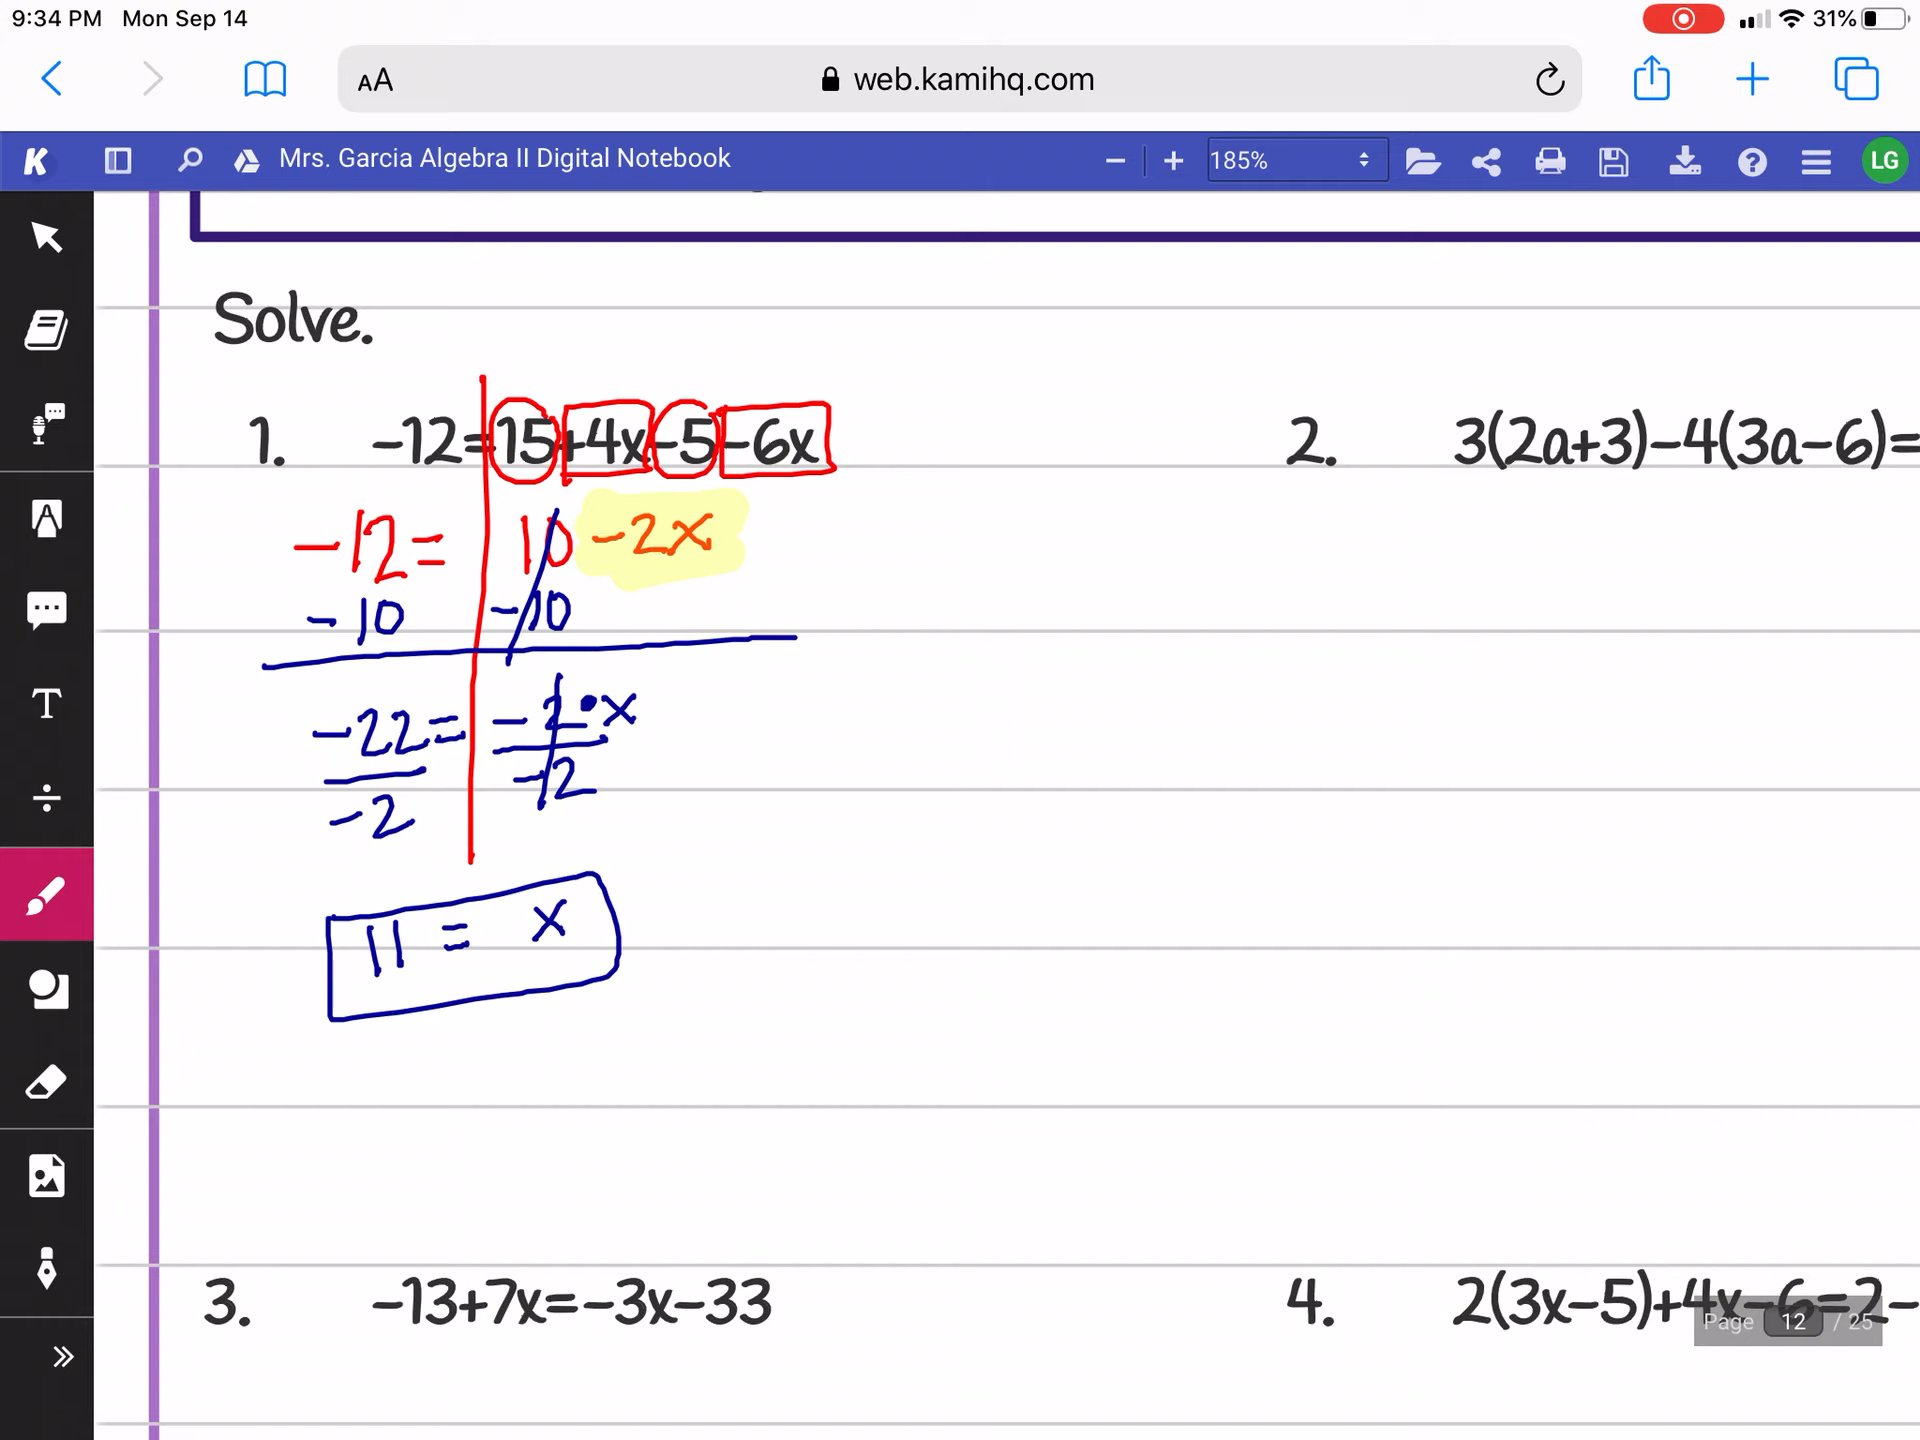 9:34 PM Mon Sep 14
31%
AA web.kamihq.com
K Mrs. Garcia Algebra II Digital Notebook
− + 185% LG
Solve.
1. -12=15+4x-5-6x
-12= 10 -2x
-10 -10
-22= -2•x
-2 -2
11 = x
2. 3(2a+3)-4(3a-6)=
3. -13+7x=-3x-33
4. 2(3x-5)+4x-6=2-
Page 12 / 25